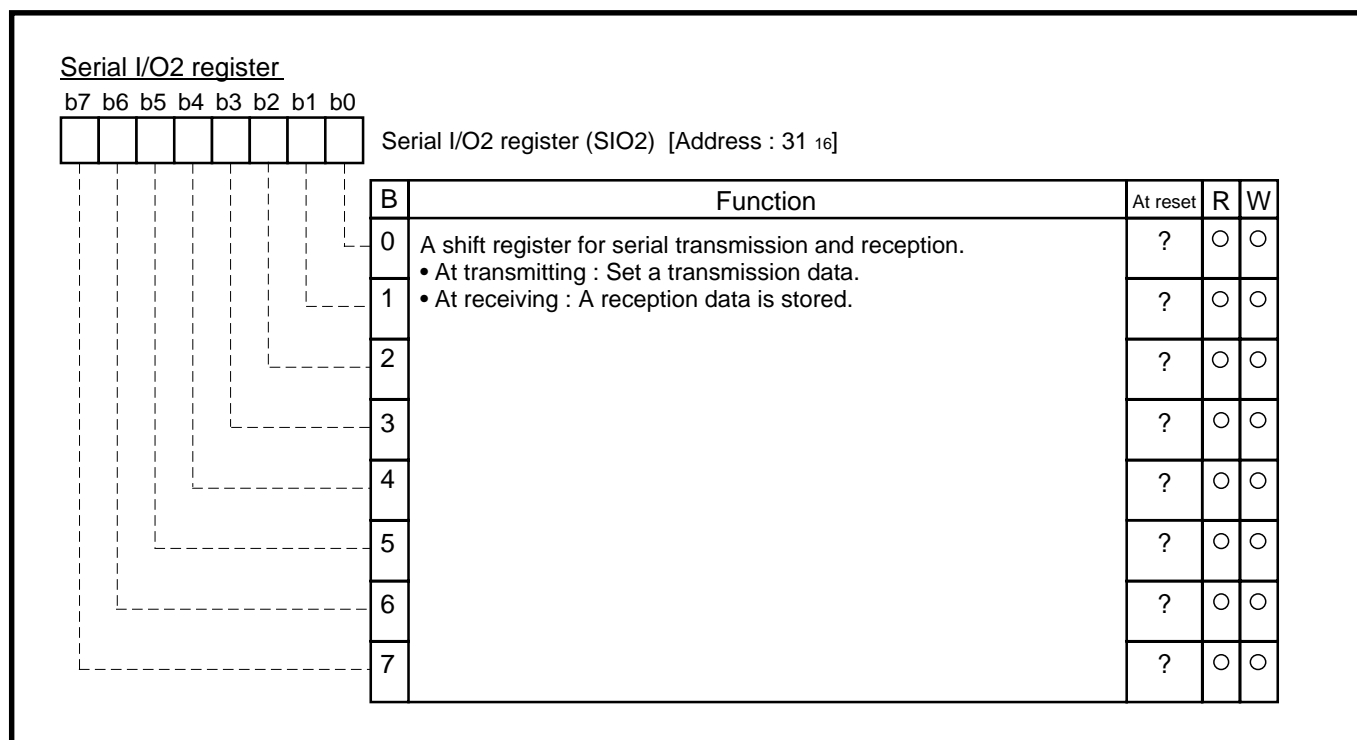 Serial I/O2 register
b7 b6 b5 b4 b3 b2 b1 b0
Serial I/O2 register (SIO2) [Address : 31 16]
B Function At reset R W
0 A shift register for serial transmission and reception. ? ○ ○
• At transmitting : Set a transmission data.
1 • At receiving : A reception data is stored. ? ○ ○
2 ? ○ ○
3 ? ○ ○
4 ? ○ ○
5 ? ○ ○
6 ? ○ ○
7 ? ○ ○